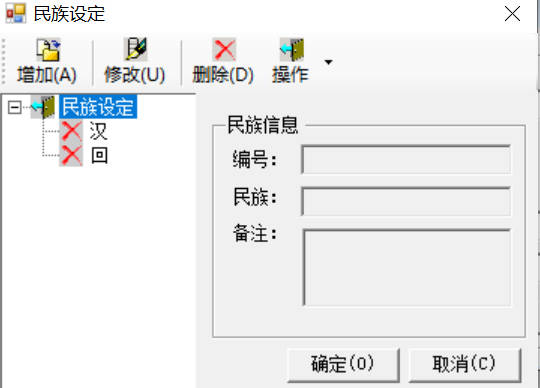 民族设定
增加(A) 修改(U) 删除(D) 操作
民族设定
汉
回
民族信息
编号:
民族:
备注:
确定(O) 取消(C)